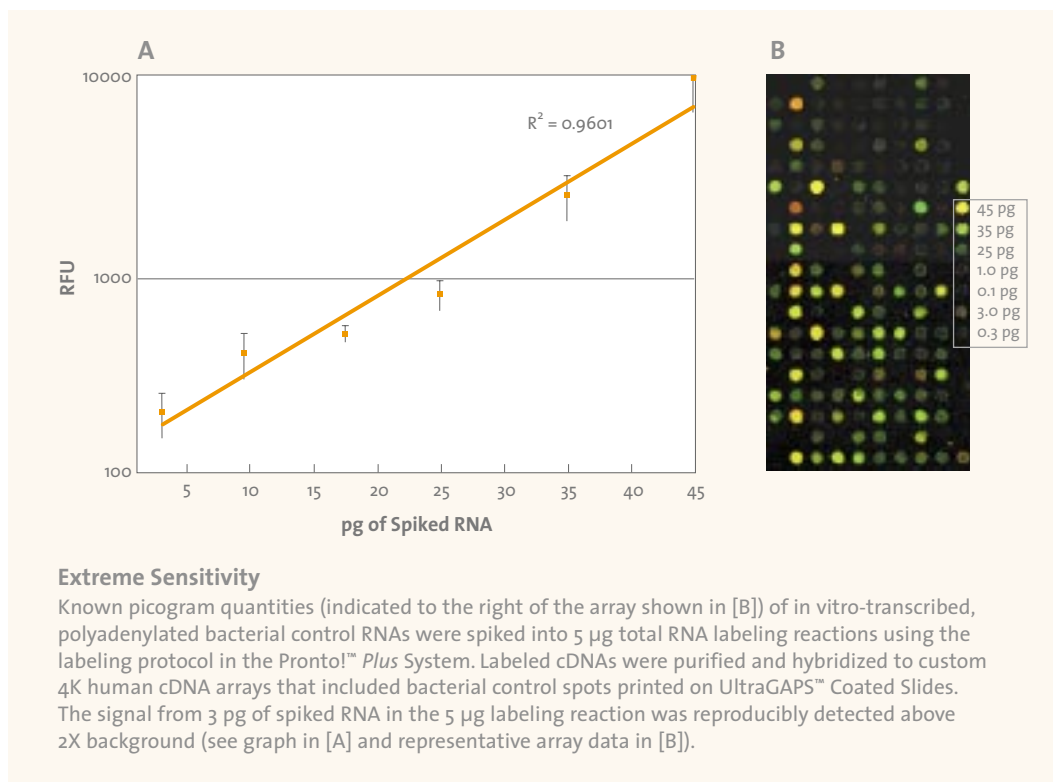 A
B
10000
R² = 0.9601
1000
RFU
100
5 10 15 20 25 30 35 40 45
pg of Spiked RNA
45 pg
35 pg
25 pg
1.0 pg
0.1 pg
3.0 pg
0.3 pg
Extreme Sensitivity
Known picogram quantities (indicated to the right of the array shown in [B]) of in vitro-transcribed,
polyadenylated bacterial control RNAs were spiked into 5 µg total RNA labeling reactions using the
labeling protocol in the Pronto!™ Plus System. Labeled cDNAs were purified and hybridized to custom
4K human cDNA arrays that included bacterial control spots printed on UltraGAPS™ Coated Slides.
The signal from 3 pg of spiked RNA in the 5 µg labeling reaction was reproducibly detected above
2X background (see graph in [A] and representative array data in [B]).